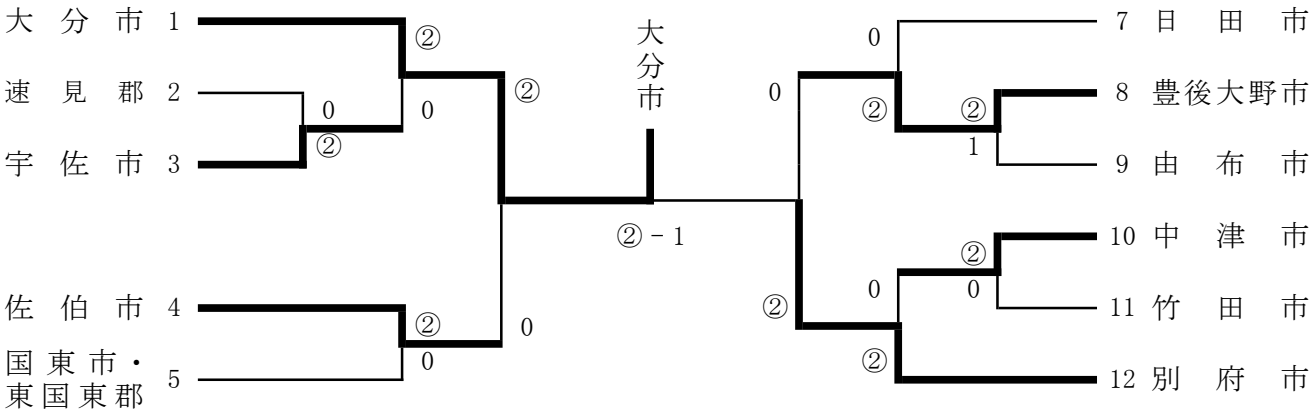 大分市 1
速見郡 2
宇佐市 3
佐伯市 4
国東市・
東国東郡 5
②
0
0
②
②
②
0
0
大分市
②-1
0
0
②
②
1
②
0
0
②
②
7 日田市
8 豊後大野市
9 由布市
10 中津市
11 竹田市
12 別府市